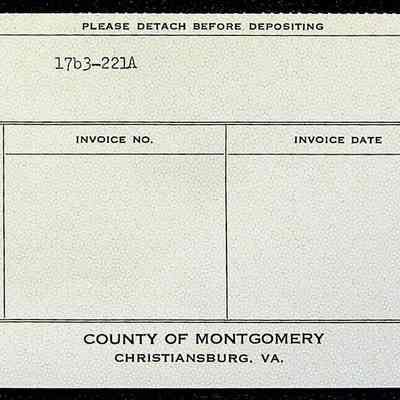 PLEASE DETACH BEFORE DEPOSITING
17b3-221A
INVOICE NO.
INVOICE DATE
COUNTY OF MONTGOMERY
CHRISTIANSBURG, VA.